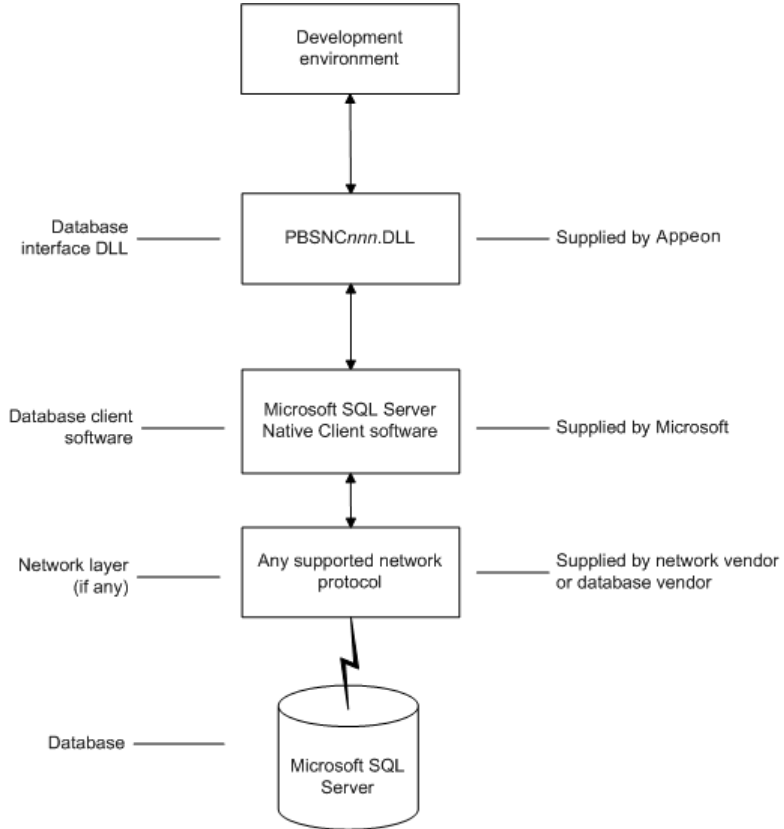 Development
environment
Database
interface DLL
PBSNCnnn.DLL
Supplied by Appeon
Database client
software
Microsoft SQL Server
Native Client software
Supplied by Microsoft
Network layer
(if any)
Any supported network
protocol
Supplied by network vendor
or database vendor
Database
Microsoft SQL
Server